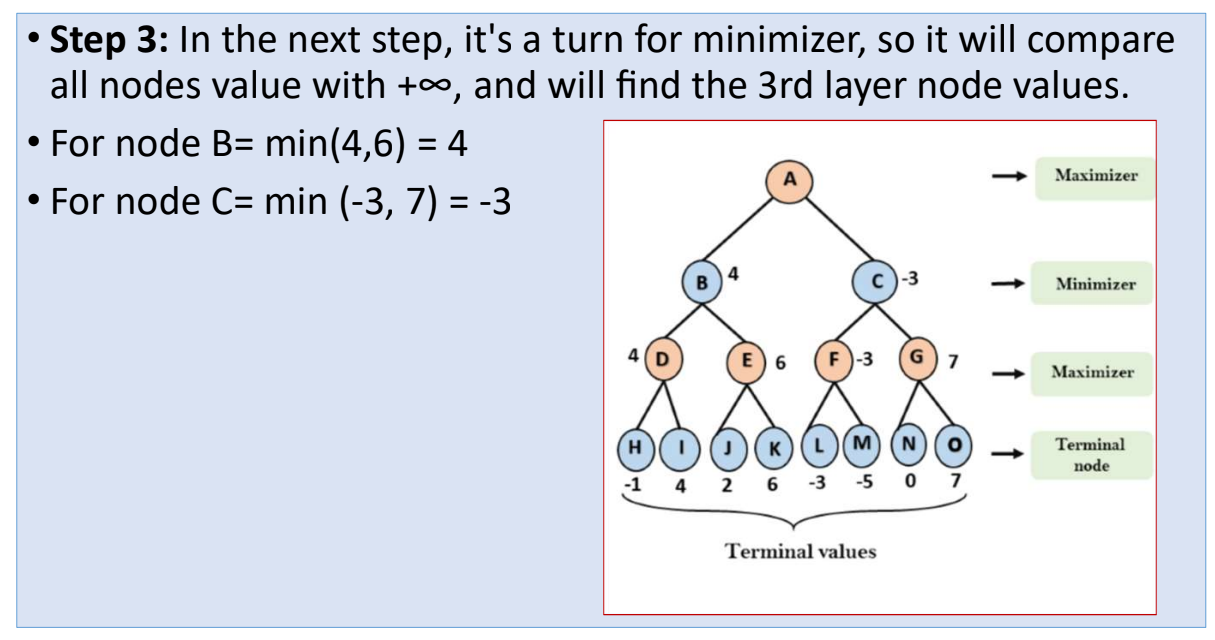 • Step 3: In the next step, it's a turn for minimizer, so it will compare
all nodes value with +∞, and will find the 3rd layer node values.
• For node B= min(4,6) = 4
• For node C= min (-3, 7) = -3
A
Maximizer
B 4
C -3
Minimizer
4 D
E 6
F -3
G 7
Maximizer
H I J K L M N O
Terminal
node
-1 4 2 6 -3 -5 0 7
Terminal values